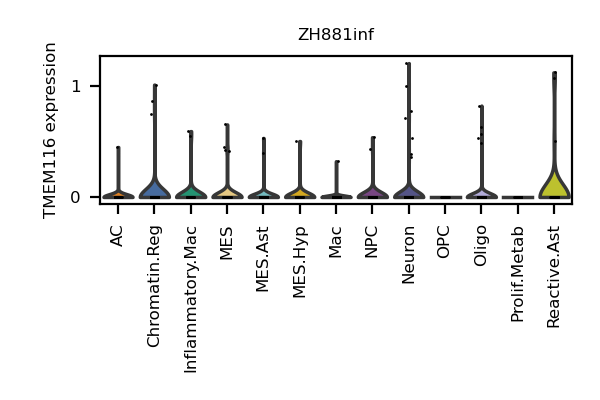 ZH881inf
TMEM116 expression
1
0
AC
Chromatin.Reg
Inflammatory.Mac
MES
MES.Ast
MES.Hyp
Mac
NPC
Neuron
OPC
Oligo
Prolif.Metab
Reactive.Ast